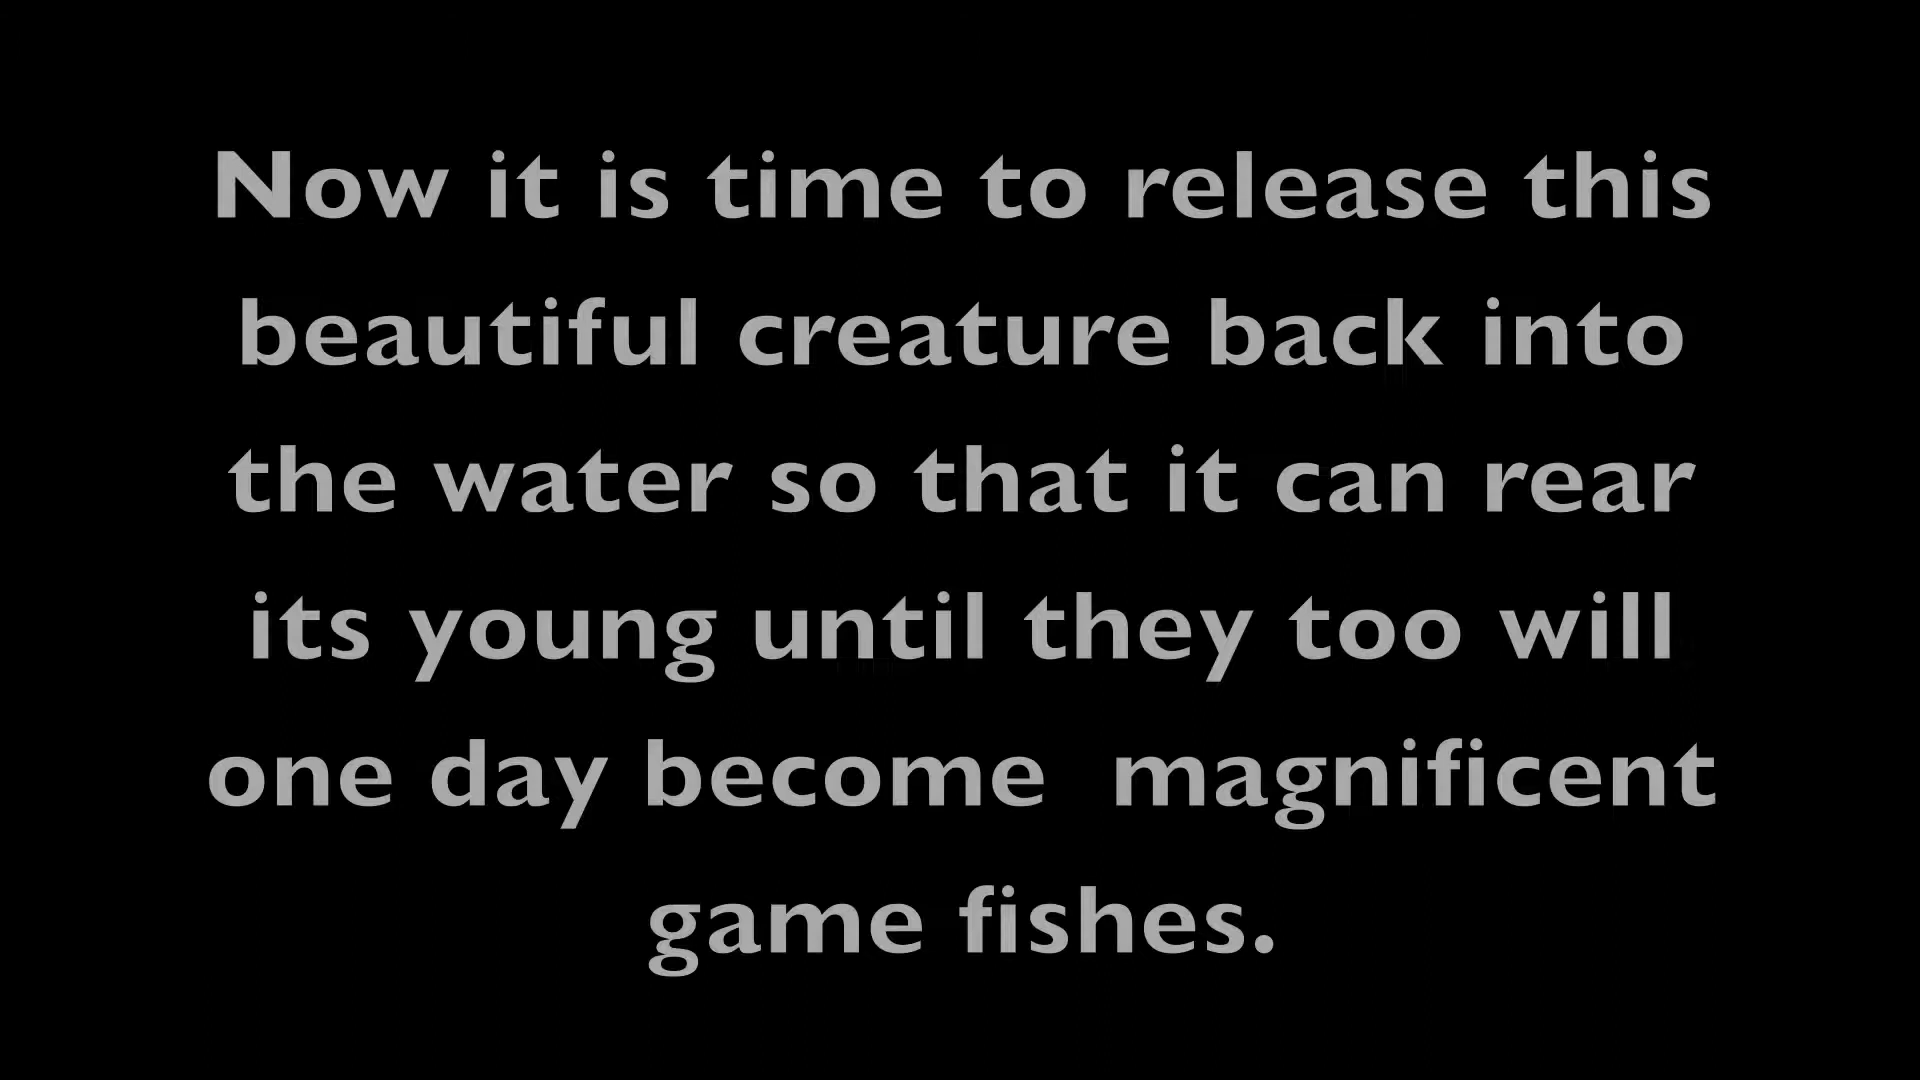 Now it is time to release this
beautiful creature back into
the water so that it can rear
its young until they too will
one day become  magnificent
game fishes.